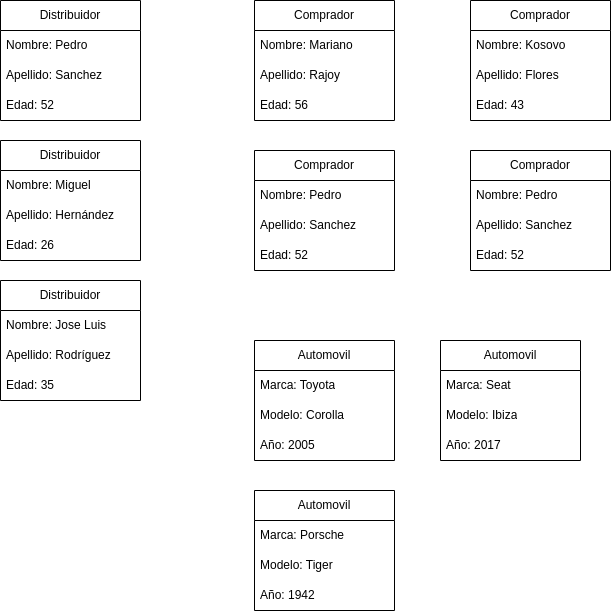 Distribuidor
Nombre: Pedro
Apellido: Sanchez
Edad: 52
Distribuidor
Nombre: Miguel
Apellido: Hernández
Edad: 26
Distribuidor
Nombre: Jose Luis
Apellido: Rodríguez
Edad: 35
Comprador
Nombre: Mariano
Apellido: Rajoy
Edad: 56
Comprador
Nombre: Kosovo
Apellido: Flores
Edad: 43
Comprador
Nombre: Pedro
Apellido: Sanchez
Edad: 52
Comprador
Nombre: Pedro
Apellido: Sanchez
Edad: 52
Automovil
Marca: Toyota
Modelo: Corolla
Año: 2005
Automovil
Marca: Seat
Modelo: Ibiza
Año: 2017
Automovil
Marca: Porsche
Modelo: Tiger
Año: 1942